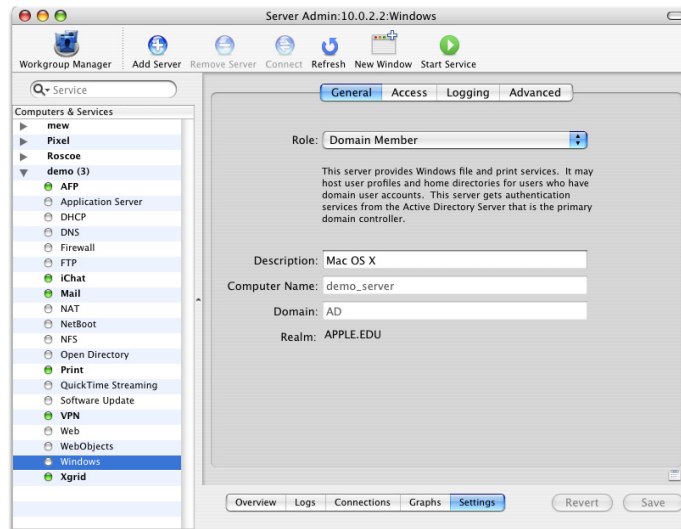 Server Admin:10.0.2.2:Windows
Workgroup Manager
Add Server
Remove Server
Connect
Refresh
New Window
Start Service
Service
Computers & Services
mew
Pixel
Roscoe
demo (3)
AFP
Application Server
DHCP
DNS
Firewall
FTP
iChat
Mail
NAT
NetBoot
NFS
Open Directory
Print
QuickTime Streaming
Software Update
VPN
Web
WebObjects
Windows
Xgrid
General
Access
Logging
Advanced
Role: Domain Member
This server provides Windows file and print services. It may
host user profiles and home directories for users who have
domain user accounts. This server gets authentication
services from the Active Directory Server that is the primary
domain controller.
Description: Mac OS X
Computer Name: demo_server
Domain: AD
Realm: APPLE.EDU
Overview
Logs
Connections
Graphs
Settings
Revert
Save